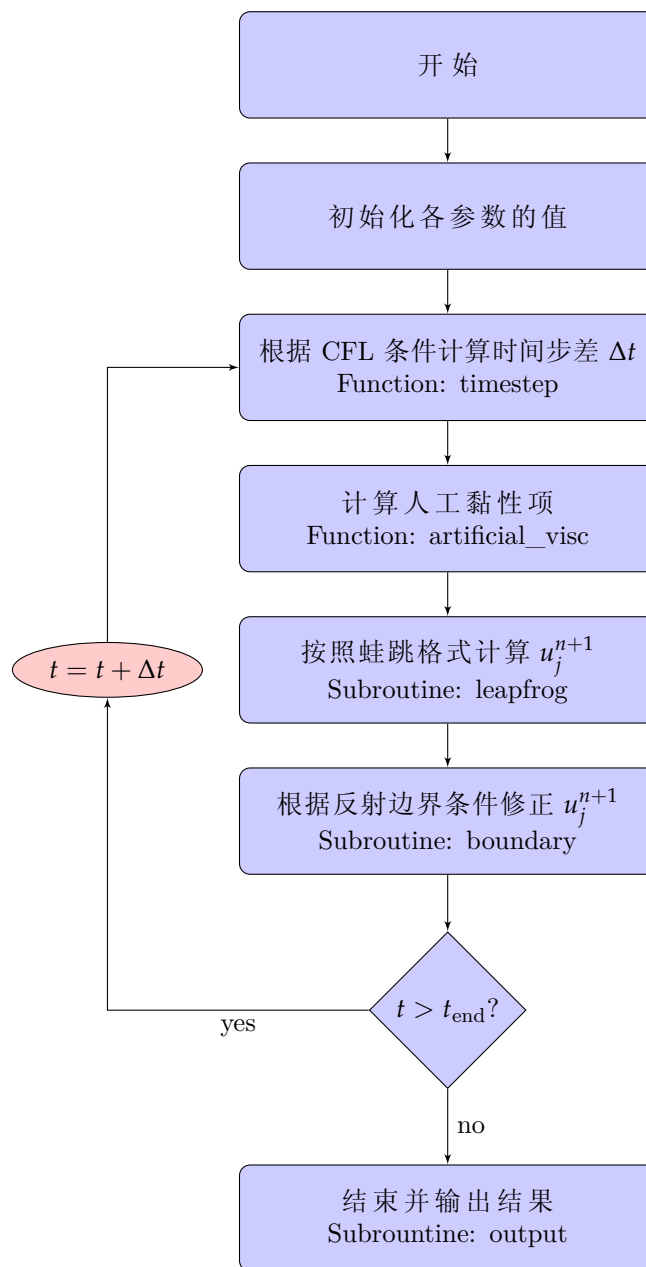 开始
初始化各参数的值
根据 CFL 条件计算时间步差 Δt
Function: timestep
计算人工黏性项
Function: artificial_visc
按照蛙跳格式计算 $u_j^{n+1}$
Subroutine: leapfrog
t = t + Δt
根据反射边界条件修正 $u_j^{n+1}$
Subroutine: boundary
$t > t_{\text{end}}$?
yes
no
结束并输出结果
Subrountine: output